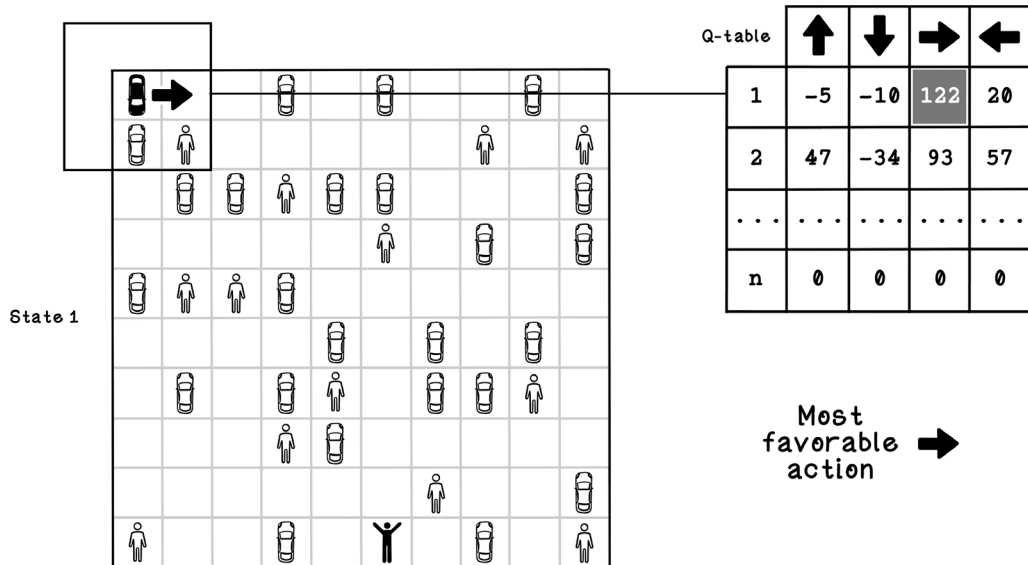 Q-table
1 -5 -10 122 20
2 47 -34 93 57
... ... ... ... ...
n 0 0 0 0
State 1
Most
favorable
action